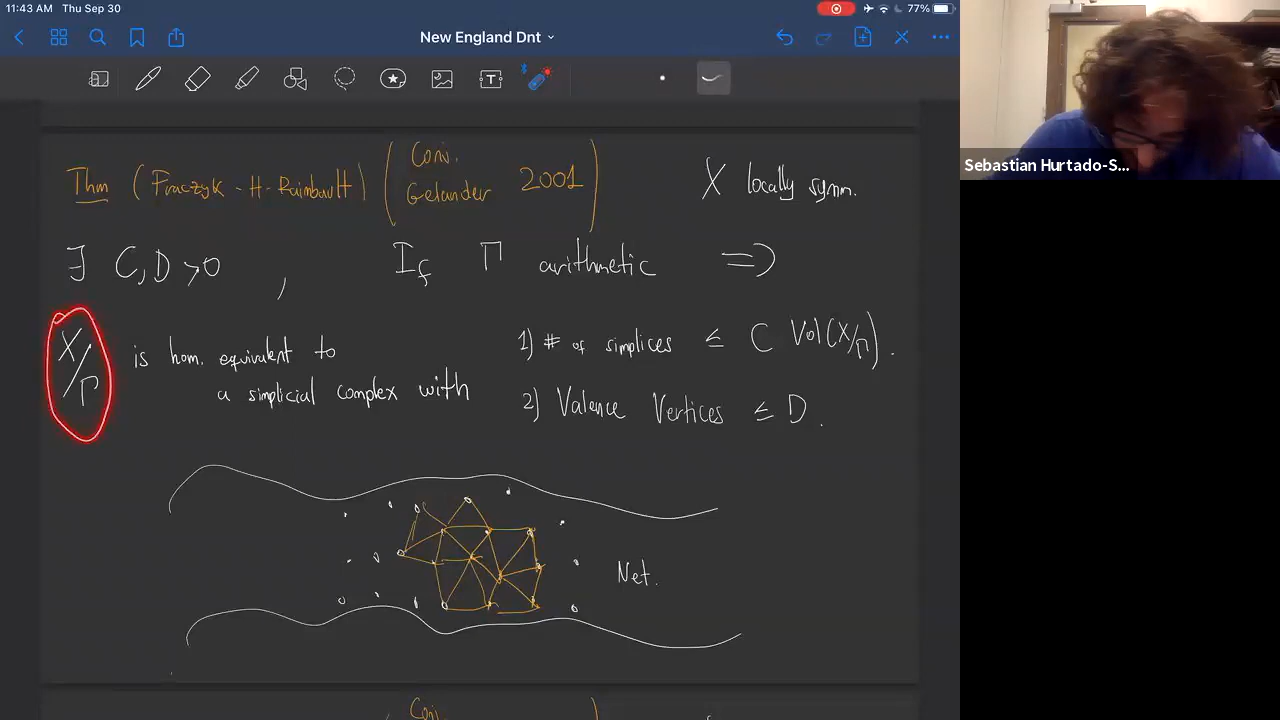 11:43 AM Thu Sep 30
77%
New England Dnt
Sebastian Hurtado-S...
Thm (Fraczyk - H - Raimbault) (Conj. Gelander 2001)
X locally symm.
∃ C, D > 0 , If Γ arithmetic =>
X/Γ is hom. equivalent to
a simplicial complex with
1) # of simplices ≤ C Vol(X/Γ).
2) Valence Vertices ≤ D.
Net.
Conj.